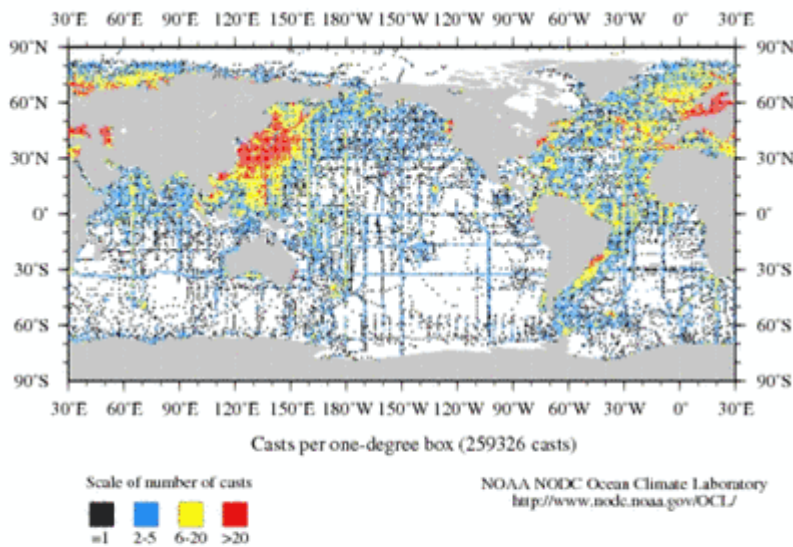 30°E 60°E 90°E 120°E 150°E 180°W 150°W 120°W 90°W 60°W 30°W 0° 30°E
90°N 90°N
60°N 60°N
30°N 30°N
0° 0°
30°S 30°S
60°S 60°S
90°S 90°S
30°E 60°E 90°E 120°E 150°E 180°W 150°W 120°W 90°W 60°W 30°W 0° 30°E
Casts per one-degree box (259326 casts)
Scale of number of casts
=1 2-5 6-20 >20
NOAA NODC Ocean Climate Laboratory
http://www.nodc.noaa.gov/OCL/